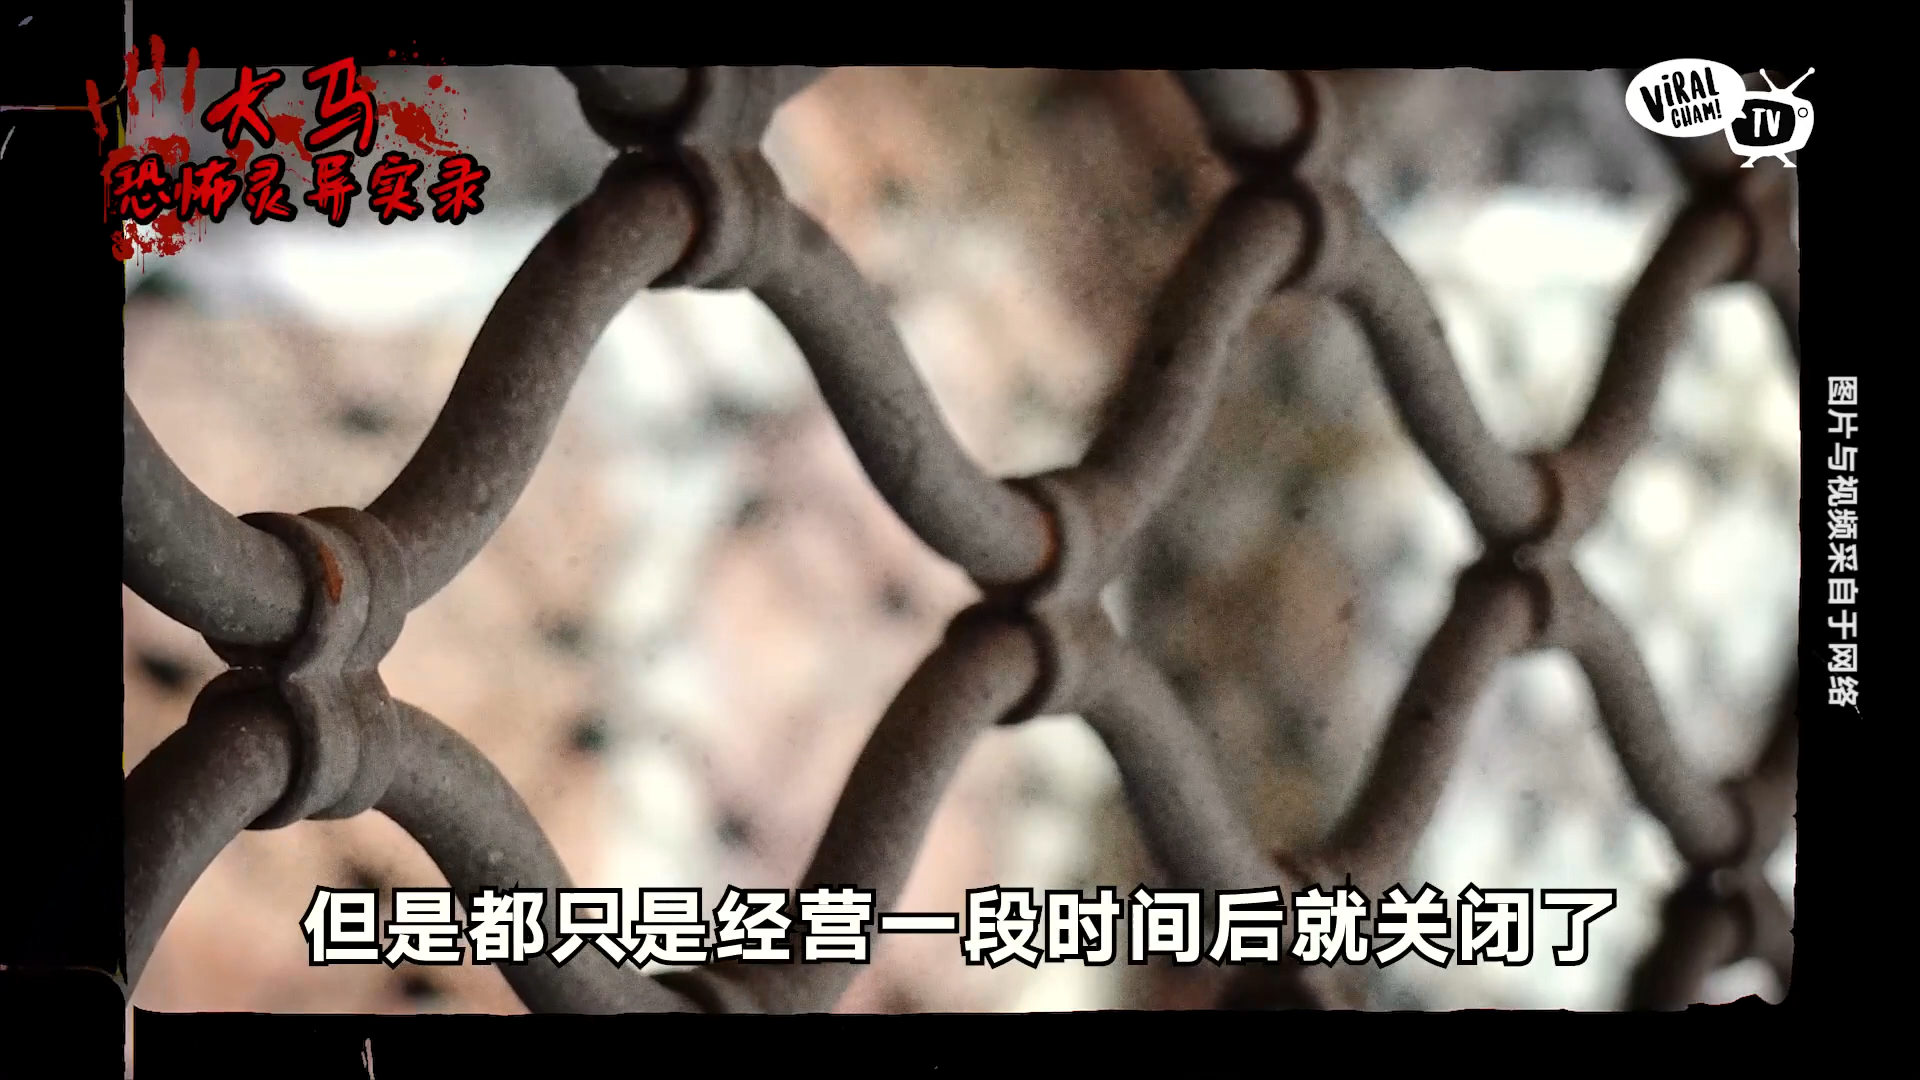 大马
恐怖灵异实录
VIRAL
CHAM!
TV
图片与视频采自于网络
但是都只是经营一段时间后就关闭了